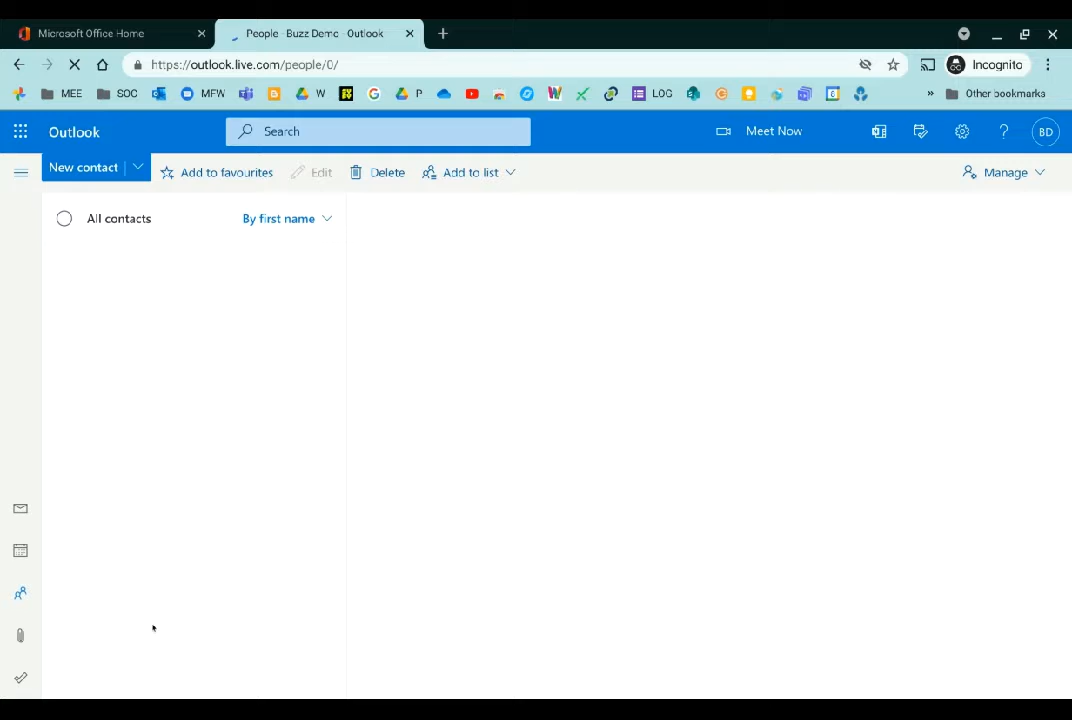 Microsoft Office Home
People - Buzz Demo - Outlook
https://outlook.live.com/people/0/
Incognito
MEE
SOC
MFW
W
P
LOG
Other bookmarks
Outlook
Search
Meet Now
BD
New contact
Add to favourites
Edit
Delete
Add to list
Manage
All contacts
By first name